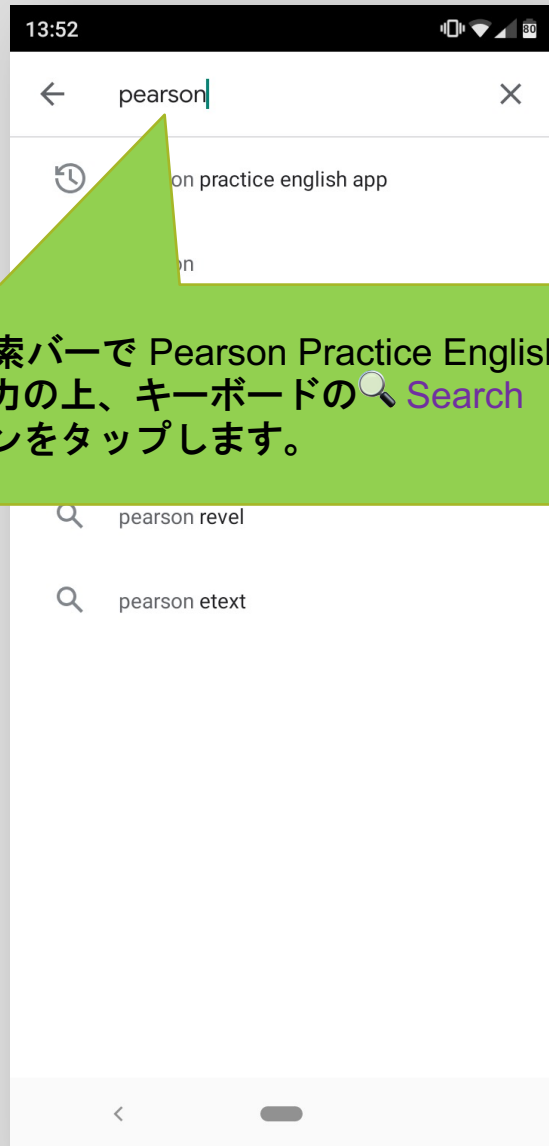 13:52
80
pearson
on practice english app
on
索バーで Pearson Practice English
力の上、キーボードの🔍 Search
ンをタップします。
pearson revel
pearson etext